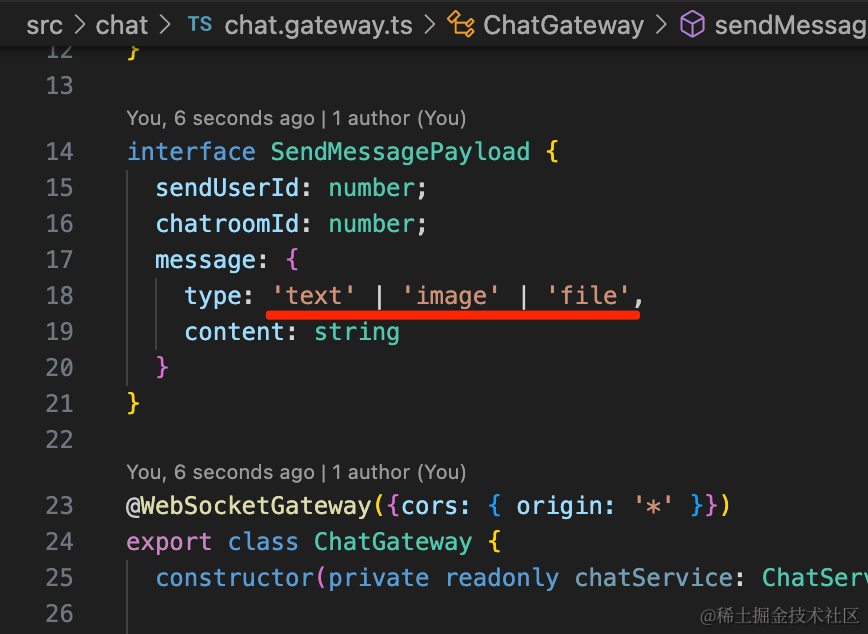 src > chat > TS chat.gateway.ts > ChatGateway > sendMessag
12 }
13
You, 6 seconds ago | 1 author (You)
14 interface SendMessagePayload {
15 sendUserId: number;
16 chatroomId: number;
17 message: {
18 type: 'text' | 'image' | 'file',
19 content: string
20 }
21 }
22
You, 6 seconds ago | 1 author (You)
23 @WebSocketGateway({cors: { origin: '*' }})
24 export class ChatGateway {
25 constructor(private readonly chatService: ChatServ
26
@稀土掘金技术社区